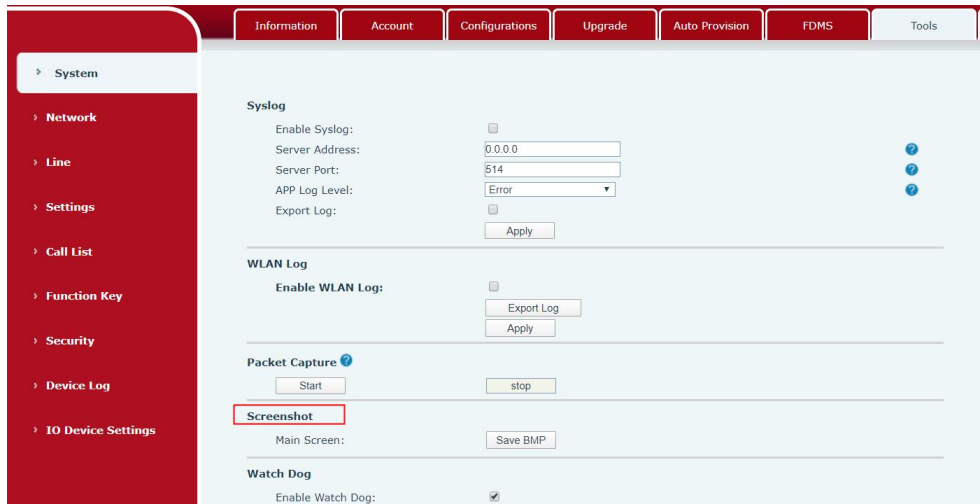 Information Account Configurations Upgrade Auto Provision FDMS Tools
› System
› Network
› Line
› Settings
› Call List
› Function Key
› Security
› Device Log
› IO Device Settings
Syslog
Enable Syslog:
Server Address: 0.0.0.0
Server Port: 514
APP Log Level: Error
Export Log:
Apply
WLAN Log
Enable WLAN Log:
Export Log
Apply
Packet Capture
Start stop
Screenshot
Main Screen: Save BMP
Watch Dog
Enable Watch Dog: